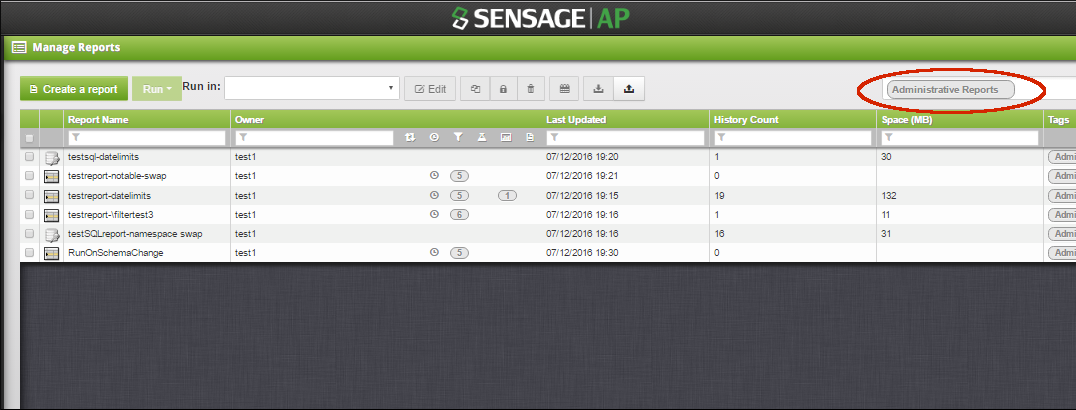 SENSAGE AP
Manage Reports
Create a report Run Run in: Edit Administrative Reports
Report Name Owner Last Updated History Count Space (MB) Tags
testsql-datelimits test1 07/12/2016 19:20 1 30 Admi
testreport-notable-swap test1 5 07/12/2016 19:21 0 Admi
testreport-datelimits test1 5 1 07/12/2016 19:15 19 132 Admi
testreport-\filtertest3 test1 6 07/12/2016 19:16 1 11 Admi
testSQLreport-namespace swap test1 07/12/2016 19:16 16 31 Admi
RunOnSchemaChange test1 5 07/12/2016 19:30 0 Admi